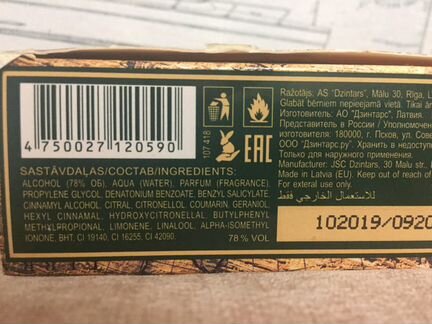 4 750027 120590
107418
EAC
SASTĀVDAĻAS/СОСТАВ/INGREDIENTS:
ALCOHOL (78% OБ), AQUA (WATER), PARFUM (FRAGRANCE),
PROPYLENE GLYCOL, DENATONIUM BENZOATE, BENZYL SALICYLATE,
CINNAMYL ALCOHOL, CITRAL, CITRONELLOL, COUMARIN, GERANIOL,
HEXYL CINNAMAL, HYDROXYCITRONELLAL, BUTYLPHENYL
METHYLPROPIONAL, LIMONENE, LINALOOL, ALPHA-ISOMETHYL
IONONE, BHT, CI 19140, CI 16255, CI 42090.
78 % VOL
Ražotājs: AS "Dzintars", Mālu 30, Rīga, L
Glabāt bērniem nepieejamā vietā. Tikai ār
Изготовитель: АО «Дзинтарс», Латвия.
Представитель в России / Уполномочен
изготовителя: 180000, г. Псков, ул. Сове
ООО "Дзинтарс.ру". Хранить в недоступно
Только для наружного применения.
Manufacturer: JSC Dzintars, 30 Malu str.
Made in Latvia (EU). Keep out of reach of
For exteral use only.
للاستعمال الخارجي فقط
102019/0920